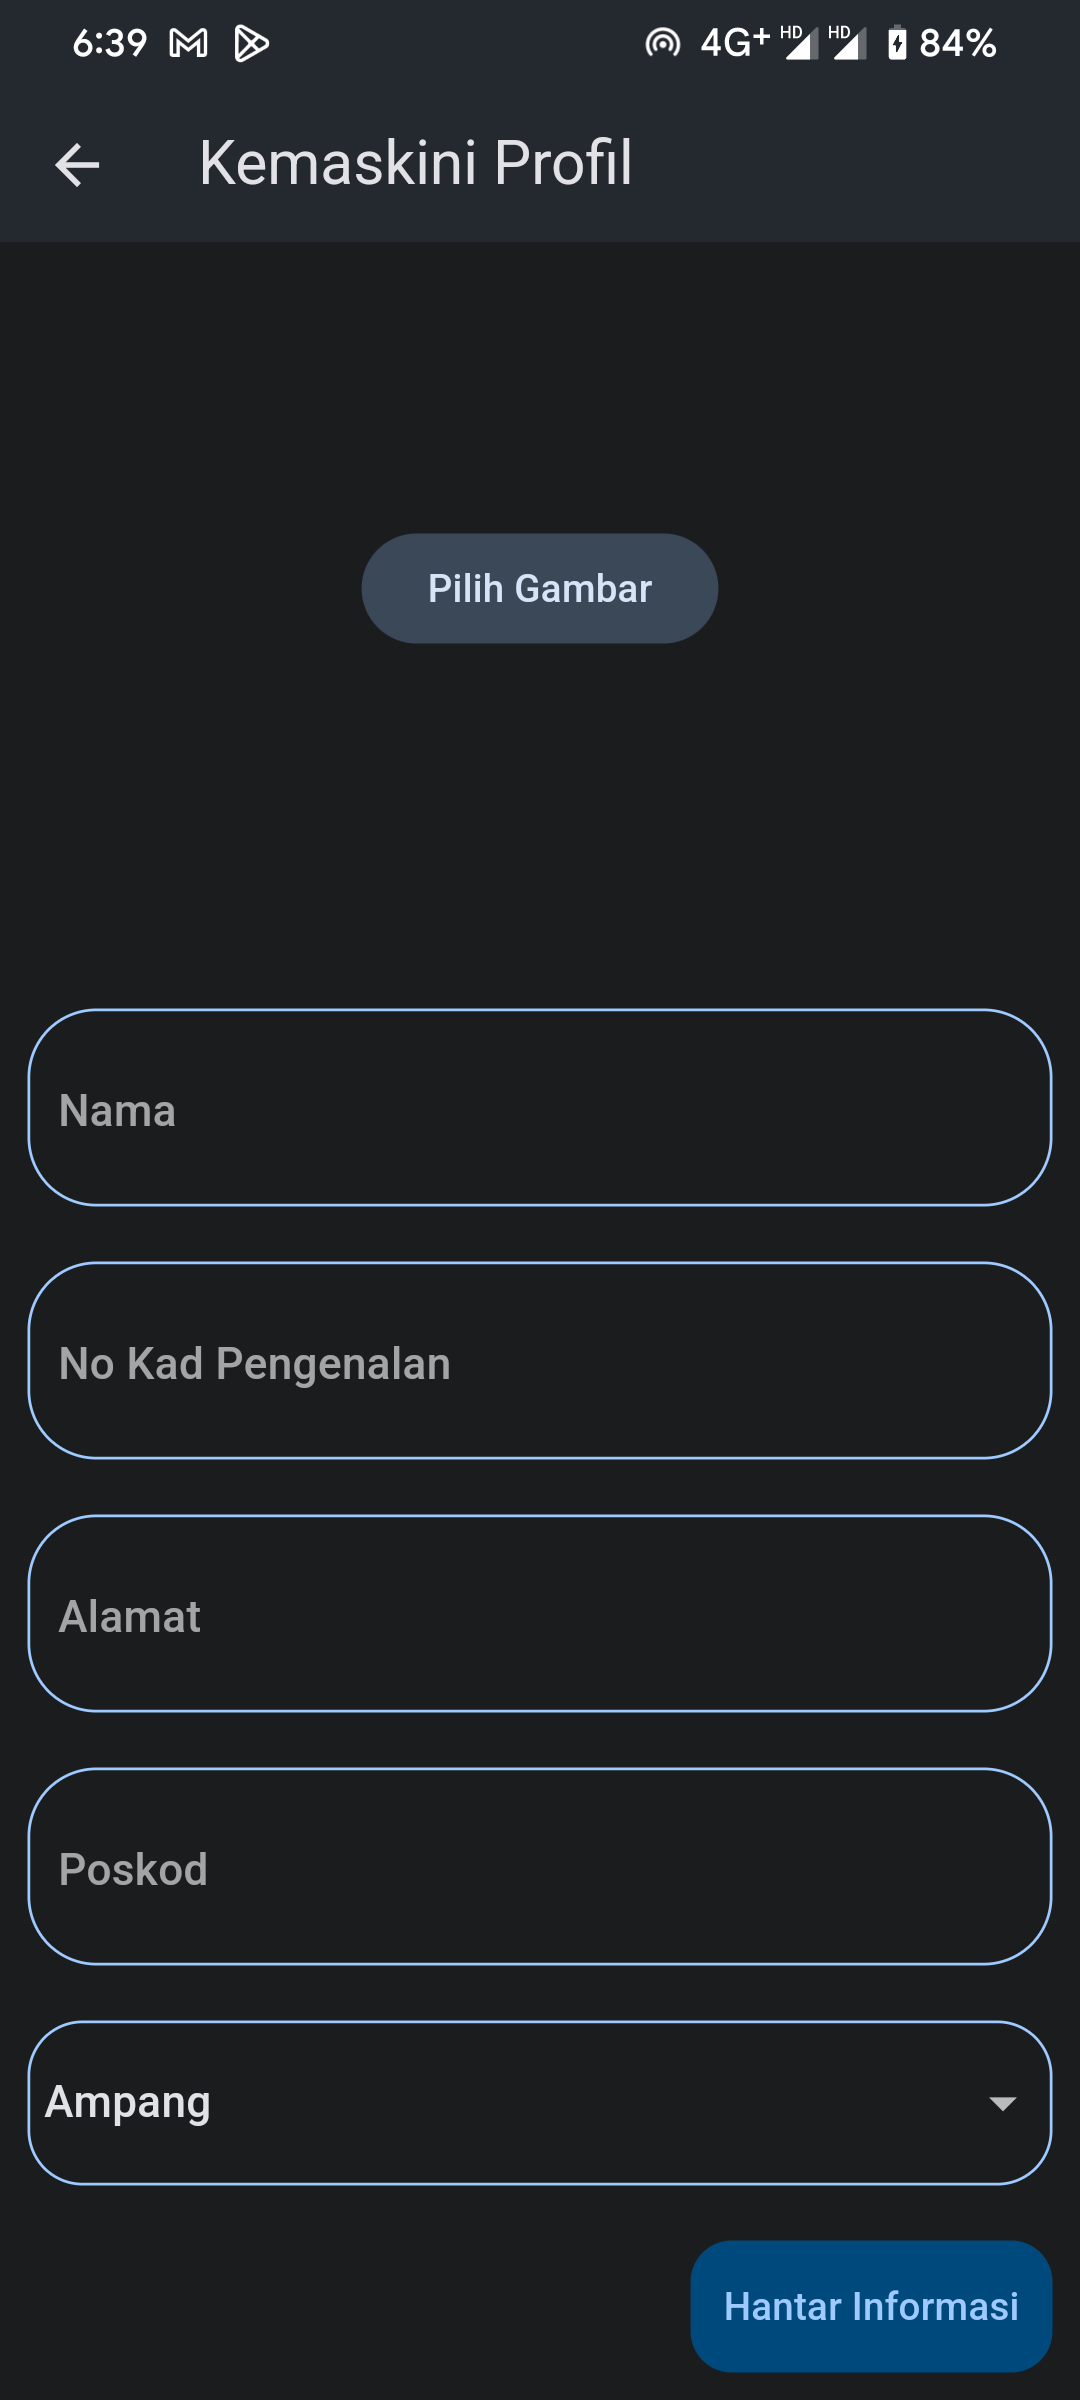 6:39 4G+ HD HD 84%
Kemaskini Profil
Pilih Gambar
Nama
No Kad Pengenalan
Alamat
Poskod
Ampang
Hantar Informasi